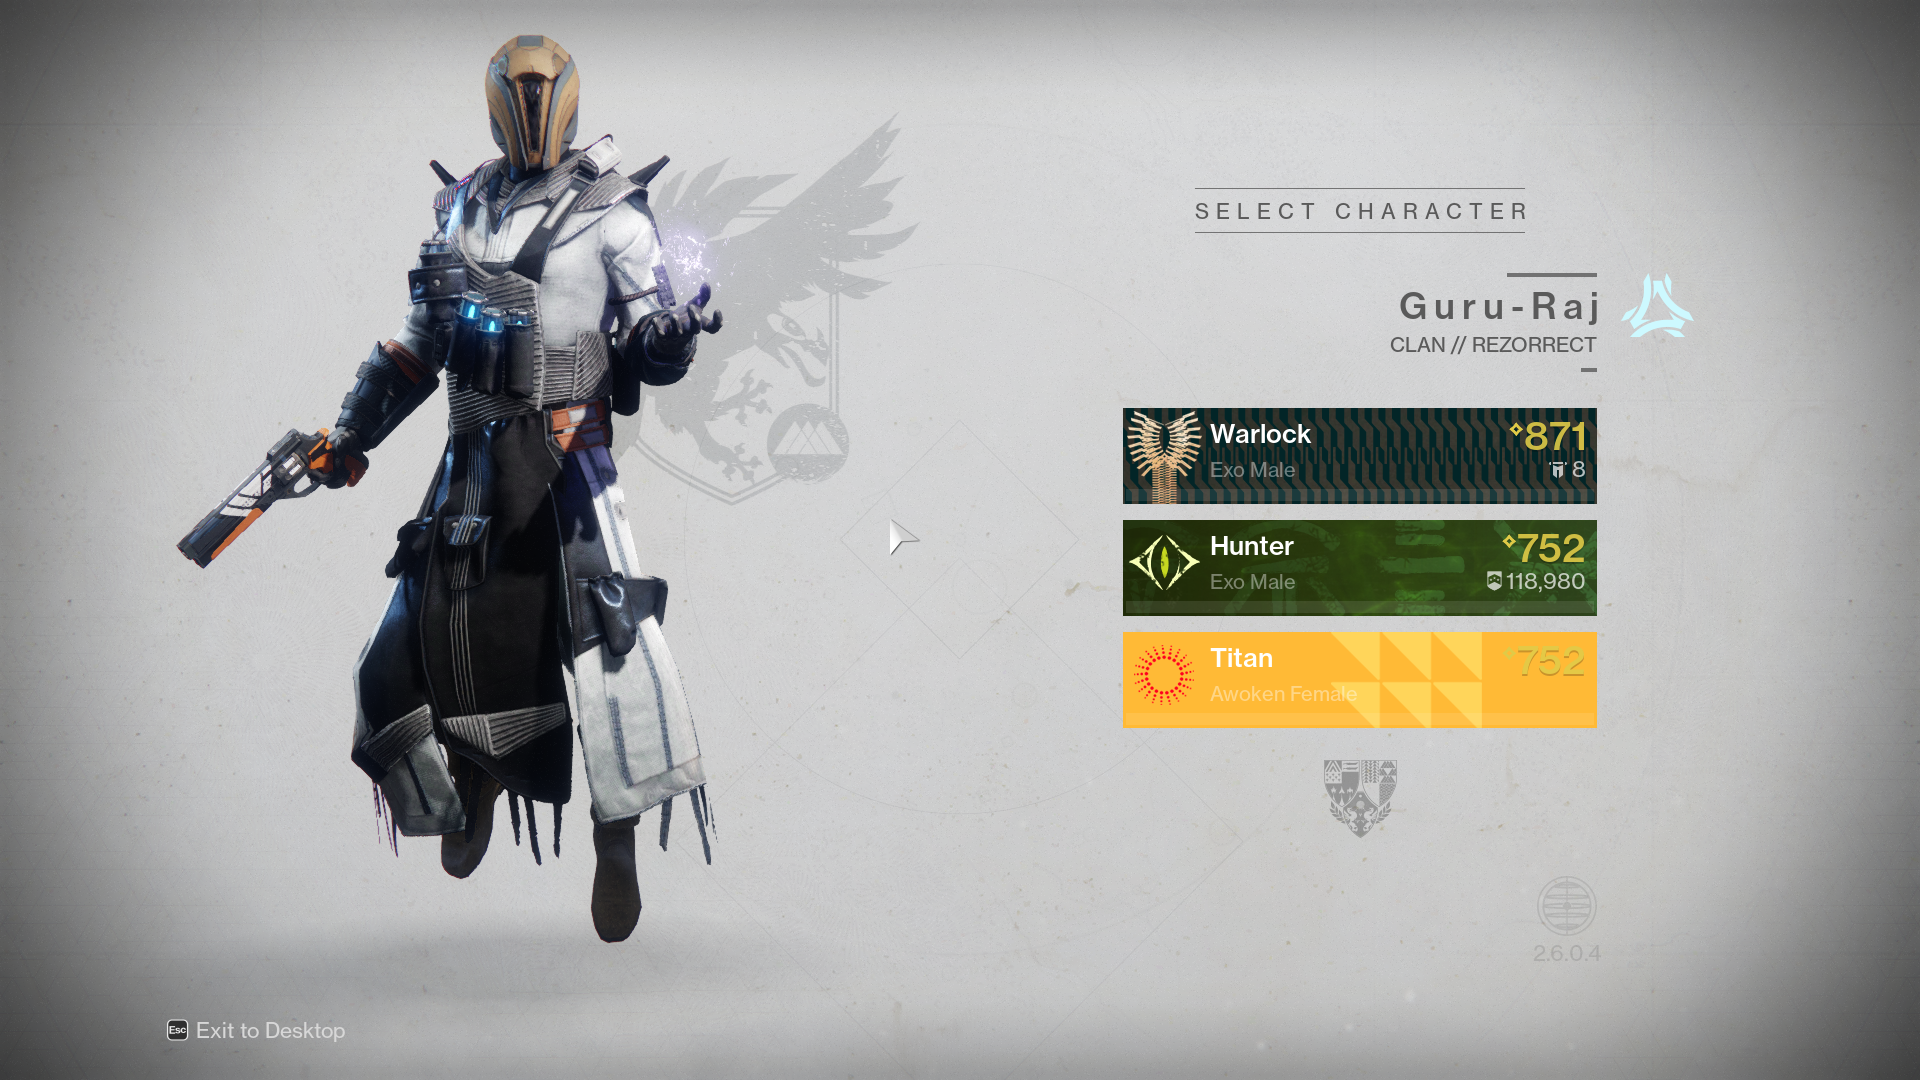 SELECT CHARACTER
Guru-Raj
CLAN // REZORRECT
Warlock
871
Exo Male
8
Hunter
752
Exo Male
118,980
Titan
752
Awoken Female
2.6.0.4
Esc Exit to Desktop